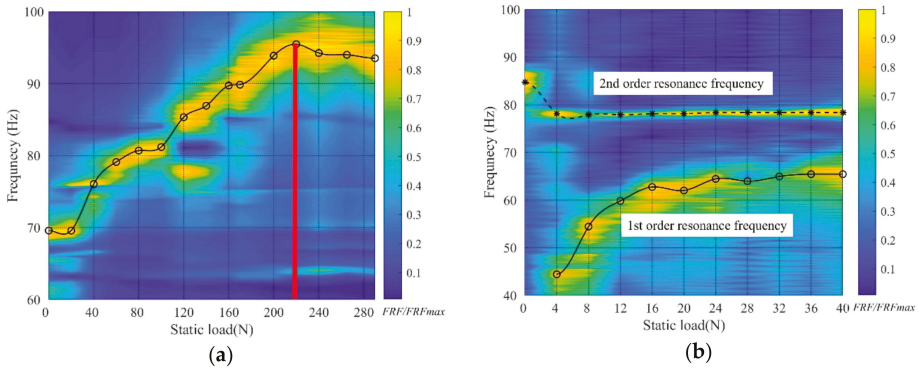 100
90
80
70
60
Frequnecy (Hz)
0 40 80 120 160 200 240 280
Static load(N)
1
0.9
0.8
0.7
0.6
0.5
0.4
0.3
0.2
0.1
FRF/FRFmax
(a)
100
90
80
70
60
50
40
Frequnecy (Hz)
2nd order resonance frequency
1st order resonance frequency
0 4 8 12 16 20 24 28 32 36 40
Static load(N)
1
0.9
0.8
0.7
0.6
0.5
0.4
0.3
0.2
0.1
FRF/FRFmax
(b)